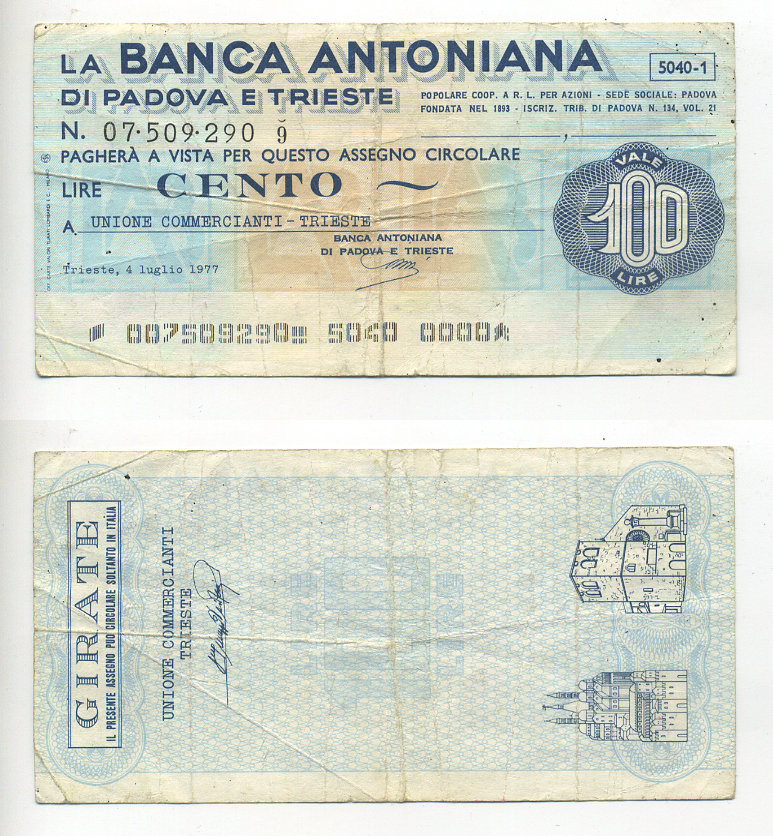 LA BANCA ANTONIANA
DI PADOVA E TRIESTE
5040-1
POPOLARE COOP. A R. L. PER AZIONI - SEDE SOCIALE: PADOVA
FONDATA NEL 1893 - ISCRIZ. TRIB. DI PADOVA N. 134, VOL. 21
N. 07·509·290 9
PAGHERÀ A VISTA PER QUESTO ASSEGNO CIRCOLARE
LIRE CENTO
A UNIONE COMMERCIANTI - TRIESTE
BANCA ANTONIANA
DI PADOVA E TRIESTE
Trieste, 4 luglio 1977
VALE
100
LIRE
007509290 5040 0000
GIRATE
IL PRESENTE ASSEGNO PUÒ CIRCOLARE SOLTANTO IN ITALIA
UNIONE COMMERCIANTI
TRIESTE